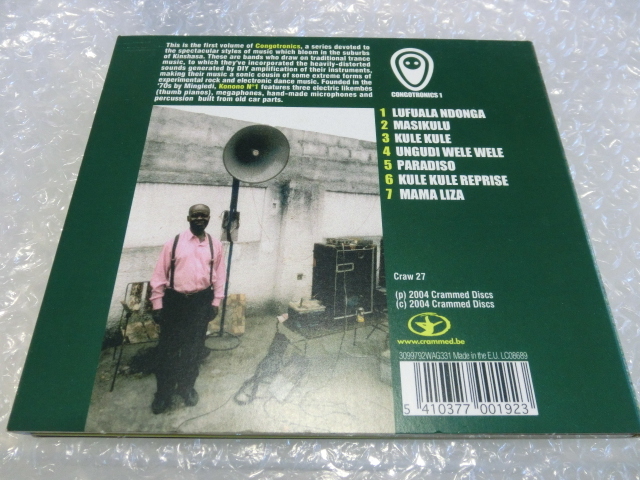 This is the first volume of Congotronics, a series devoted to
the spectacular styles of music which bloom in the suburbs
of Kinshasa. These are bands who draw on traditional trance
music, to which they've incorporated the heavily-distorted
sounds generated by DIY amplification of their instruments,
making their music a sonic cousin of some extreme forms of
experimental rock and electronic dance music. Founded in the
'70s by Mingiedi, Konono N°1 features three electric likembés
(thumb pianos), megaphones, hand-made microphones and
percussion built from old car parts.
CONGOTRONICS 1
1 LUFUALA NDONGA
2 MASIKULU
3 KULE KULE
4 UNGUDI WELE WELE
5 PARADISO
6 KULE KULE REPRISE
7 MAMA LIZA
Craw 27
(p) 2004 Crammed Discs
(c) 2004 Crammed Discs
www.crammed.be
3099792WAG331 Made in the E.U. LC08689
5 410377 001923